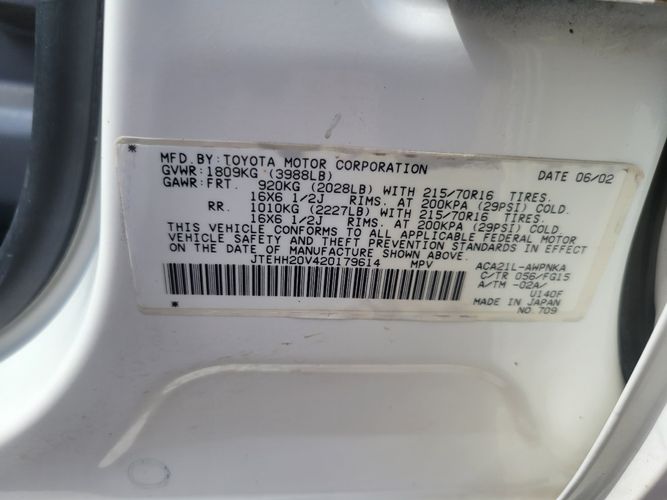 MFD.BY:TOYOTA MOTOR CORPORATION DATE 06/02
GVWR:1809KG (3988LB)
GAWR:FRT. 920KG (2028LB) WITH 215/70R16 TIRES.
16X6 1/2J RIMS. AT 200KPA (29PSI) COLD.
RR. 1010KG (2227LB) WITH 215/70R16 TIRES.
16X6 1/2J RIMS. AT 200KPA (29PSI) COLD.
THIS VEHICLE CONFORMS TO ALL APPLICABLE FEDERAL MOTOR
VEHICLE SAFETY AND THEFT PREVENTION STANDARDS IN EFFECT
ON THE DATE OF MANUFACTURE SHOWN ABOVE.
JTEHH20V420179614 MPV ACA21L-AWPNKA
C/TR 056/FG15
A/TM -02A/
U140F
MADE IN JAPAN
NO.709